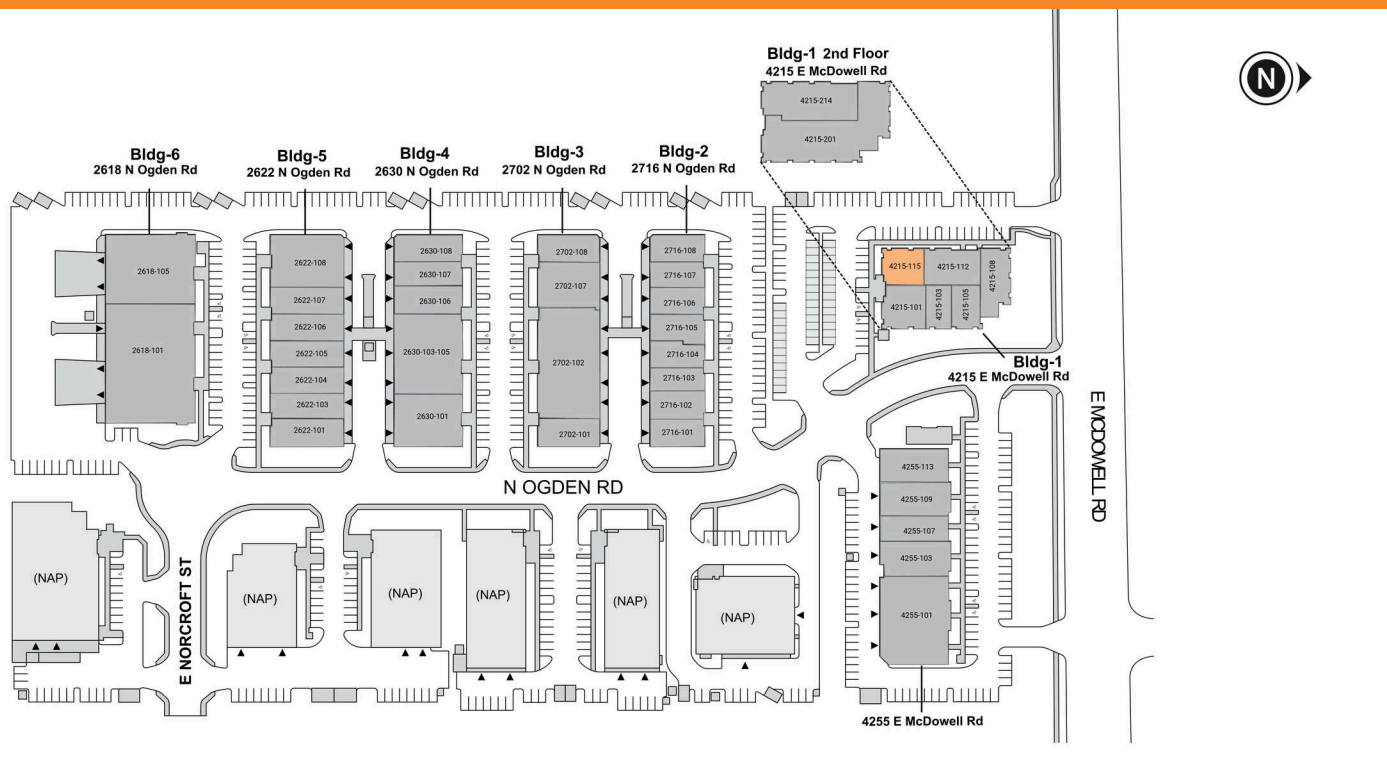 Bldg-1 2nd Floor
4215 E McDowell Rd
N
4215-214
4215-201
Bldg-6
2618 N Ogden Rd
Bldg-5
2622 N Ogden Rd
Bldg-4
2630 N Ogden Rd
Bldg-3
2702 N Ogden Rd
Bldg-2
2716 N Ogden Rd
2618-105
2618-101
2622-108
2622-107
2622-106
2622-105
2622-104
2622-103
2622-101
2630-108
2630-107
2630-106
2630-103-105
2630-101
2702-108
2702-107
2702-102
2702-101
2716-108
2716-107
2716-106
2716-105
2716-104
2716-103
2716-102
2716-101
4215-115
4215-112
4215-108
4215-101
4215-103
4215-105
Bldg-1
4215 E McDowell Rd
E MCDOWELL RD
N OGDEN RD
4255-113
4255-109
4255-107
4255-103
4255-101
4255 E McDowell Rd
E NORCROFT ST
(NAP)
(NAP)
(NAP)
(NAP)
(NAP)
(NAP)